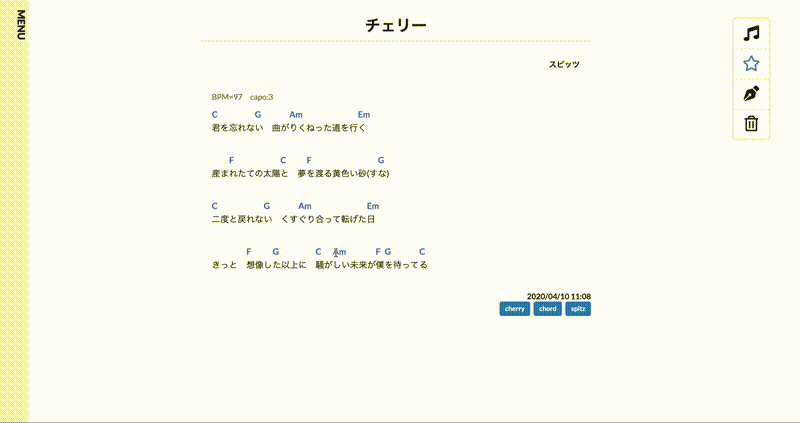 MENU
チェリー
スピッツ
BPM=97 capo:3
C G Am Em
君を忘れない 曲がりくねった道を行く
F C F G
産まれたての太陽と 夢を渡る黄色い砂(すな)
C G Am Em
二度と戻れない くすぐり合って転げた日
F G C Am F G C
きっと 想像した以上に 騒がしい未来が僕を待ってる
2020/04/10 11:08
cherry chord spitz